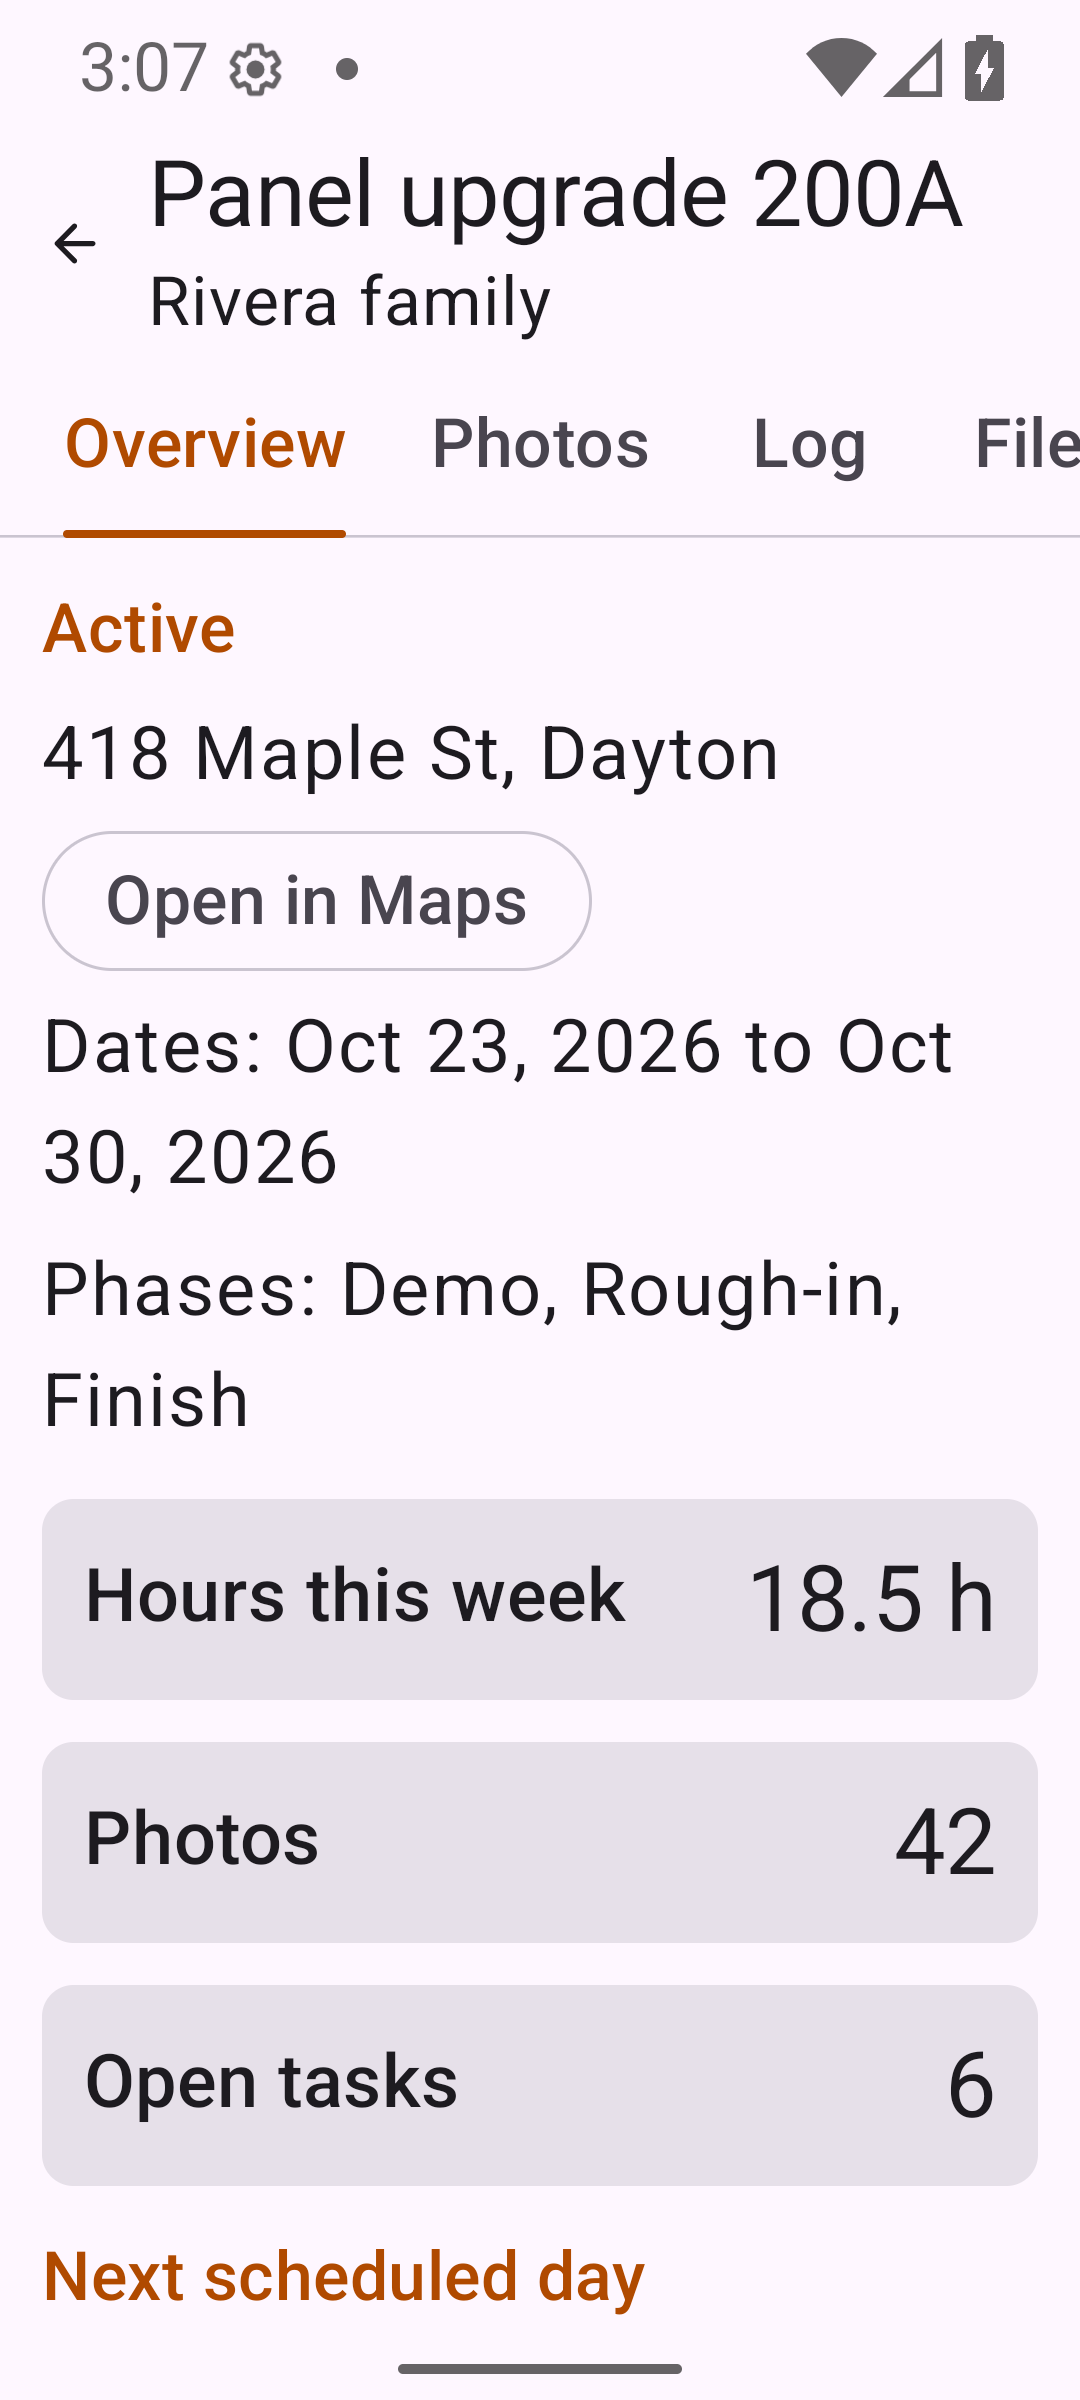 3:07
Panel upgrade 200A
Rivera family
Overview Photos Log File
Active
418 Maple St, Dayton
Open in Maps
Dates: Oct 23, 2026 to Oct
30, 2026
Phases: Demo, Rough-in,
Finish
Hours this week 18.5 h
Photos 42
Open tasks 6
Next scheduled day